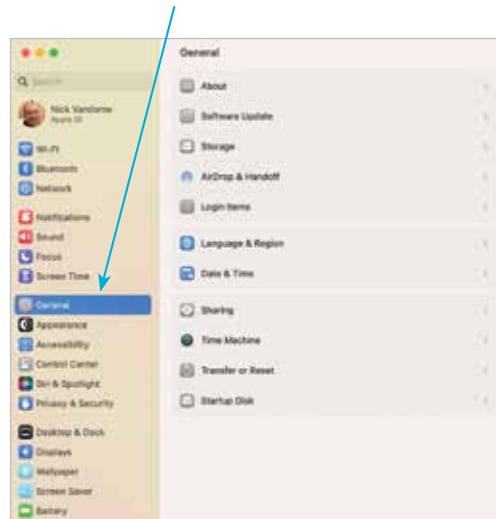 General
Search
Nick Vandome
Apple ID
Wi-Fi
Bluetooth
Network
Notifications
Sound
Focus
Screen Time
General
Appearance
Accessibility
Control Center
Siri & Spotlight
Privacy & Security
Desktop & Dock
Displays
Wallpaper
Screen Saver
Battery
About
Software Update
Storage
AirDrop & Handoff
Login Items
Language & Region
Date & Time
Sharing
Time Machine
Transfer or Reset
Startup Disk